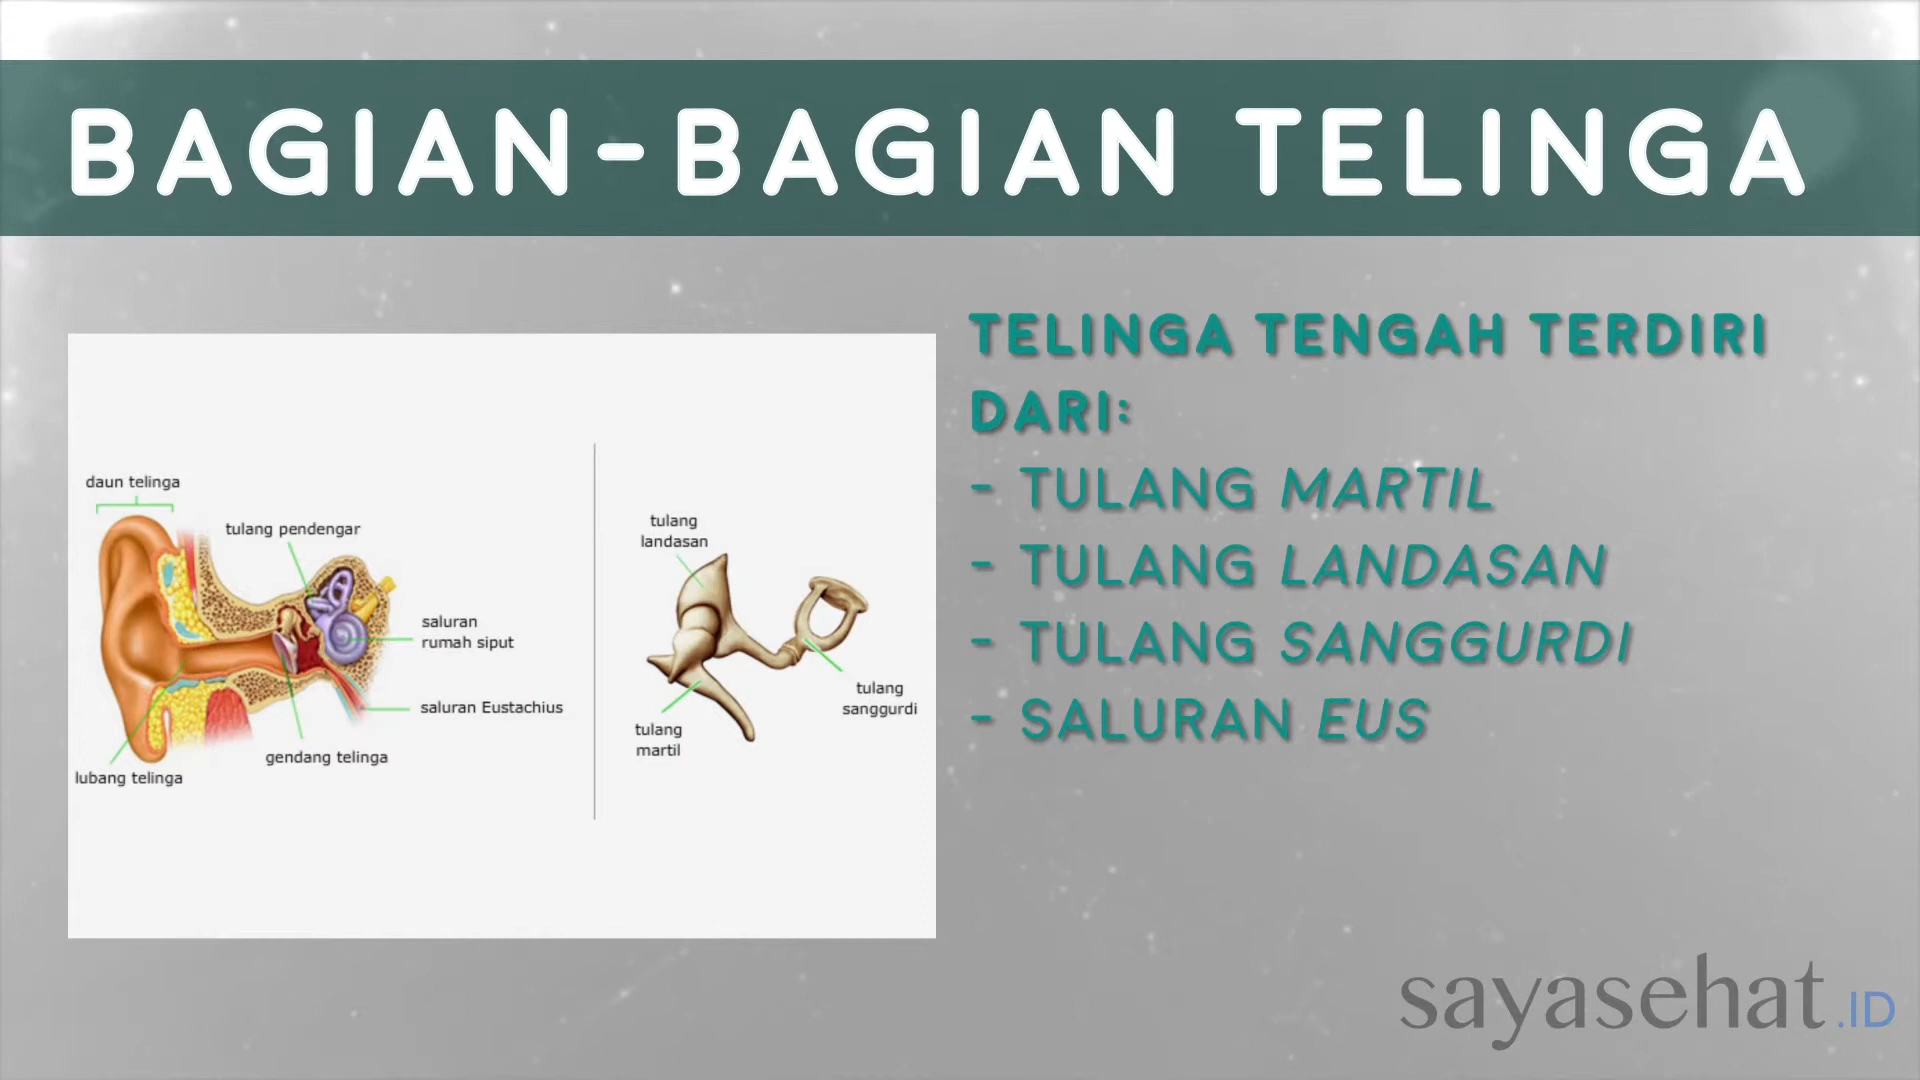 BAGIAN-BAGIAN TELINGA
daun telinga
tulang pendengar
saluran
rumah siput
saluran Eustachius
gendang telinga
lubang telinga
tulang
landasan
tulang
sanggurdi
tulang
martil
TELINGA TENGAH TERDIRI
DARI:
- TULANG MARTIL
- TULANG LANDASAN
- TULANG SANGGURDI
- SALURAN EUS
sayasehat.ID